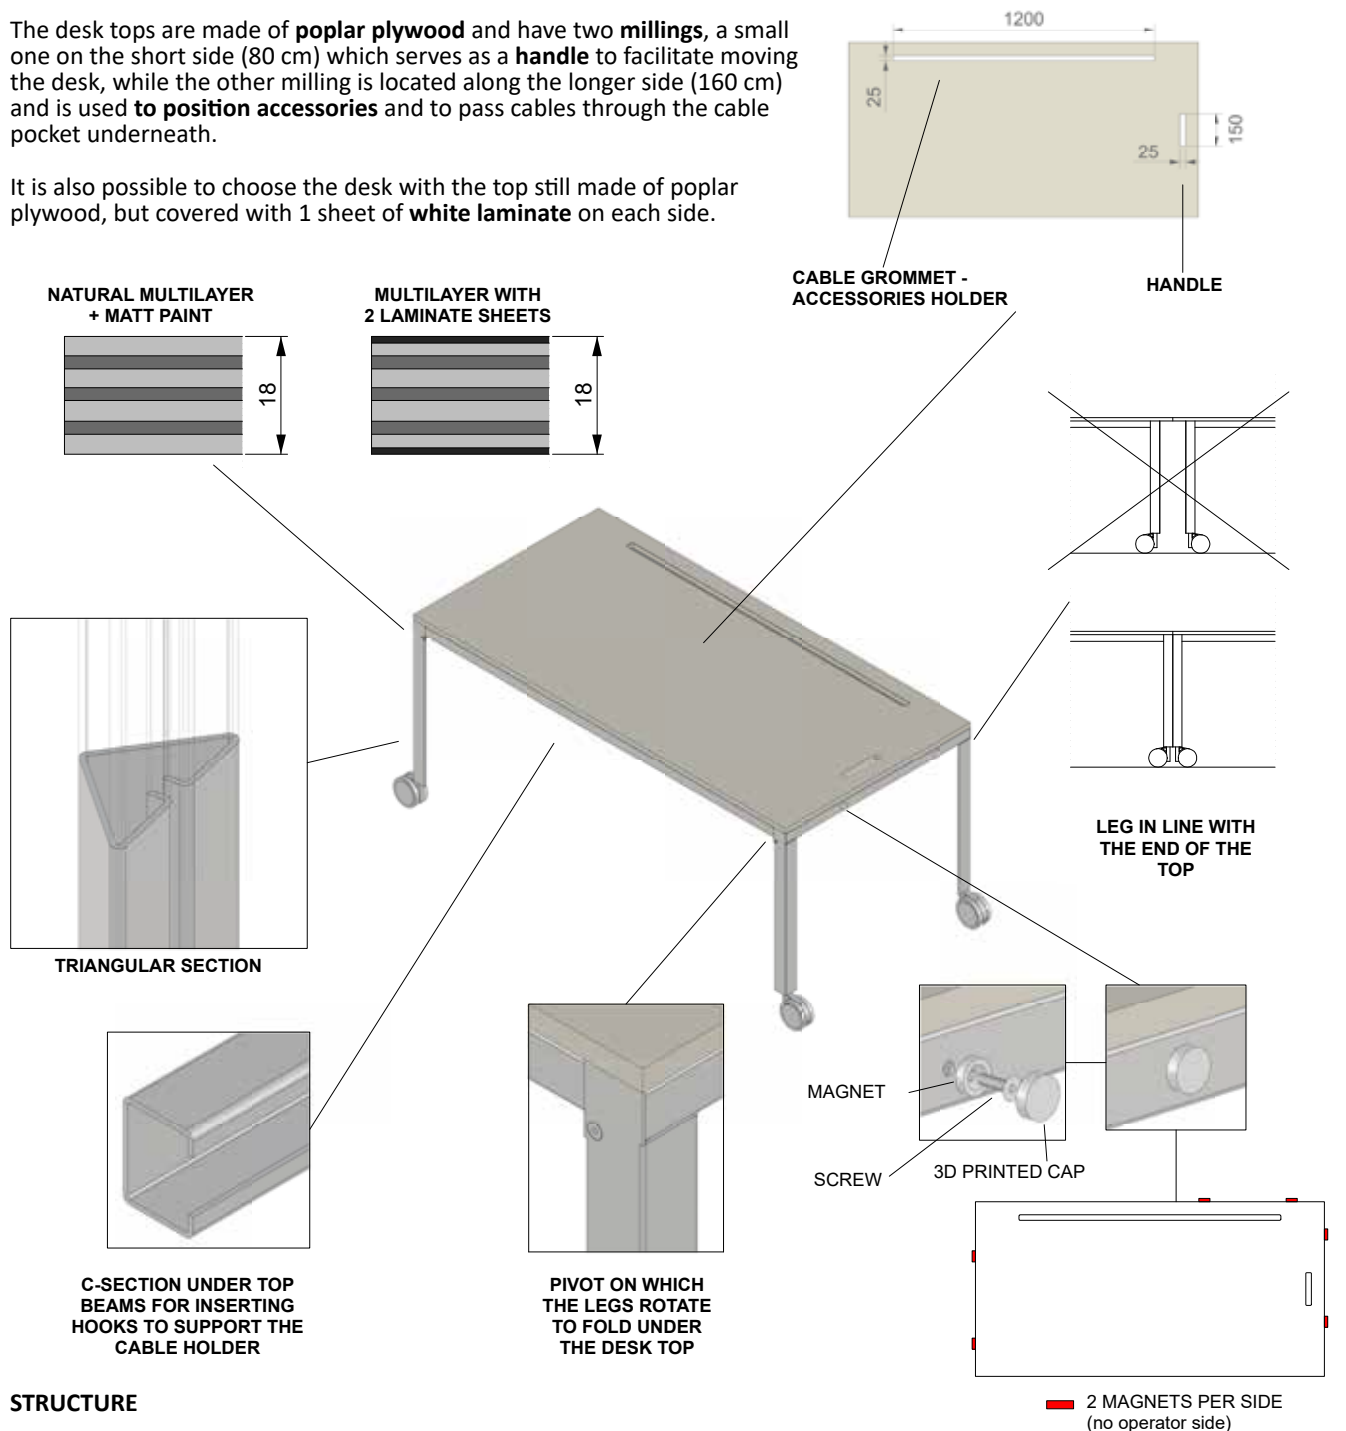 The desk tops are made of poplar plywood and have two millings, a small
one on the short side (80 cm) which serves as a handle to facilitate moving
the desk, while the other milling is located along the longer side (160 cm)
and is used to position accessories and to pass cables through the cable
pocket underneath.
It is also possible to choose the desk with the top still made of poplar
plywood, but covered with 1 sheet of white laminate on each side.
1200
25
150
25
CABLE GROMMET -
ACCESSORIES HOLDER
HANDLE
NATURAL MULTILAYER
+ MATT PAINT
18
MULTILAYER WITH
2 LAMINATE SHEETS
18
LEG IN LINE WITH
THE END OF THE
TOP
TRIANGULAR SECTION
MAGNET
SCREW
3D PRINTED CAP
C-SECTION UNDER TOP
BEAMS FOR INSERTING
HOOKS TO SUPPORT THE
CABLE HOLDER
PIVOT ON WHICH
THE LEGS ROTATE
TO FOLD UNDER
THE DESK TOP
STRUCTURE
2 MAGNETS PER SIDE
(no operator side)